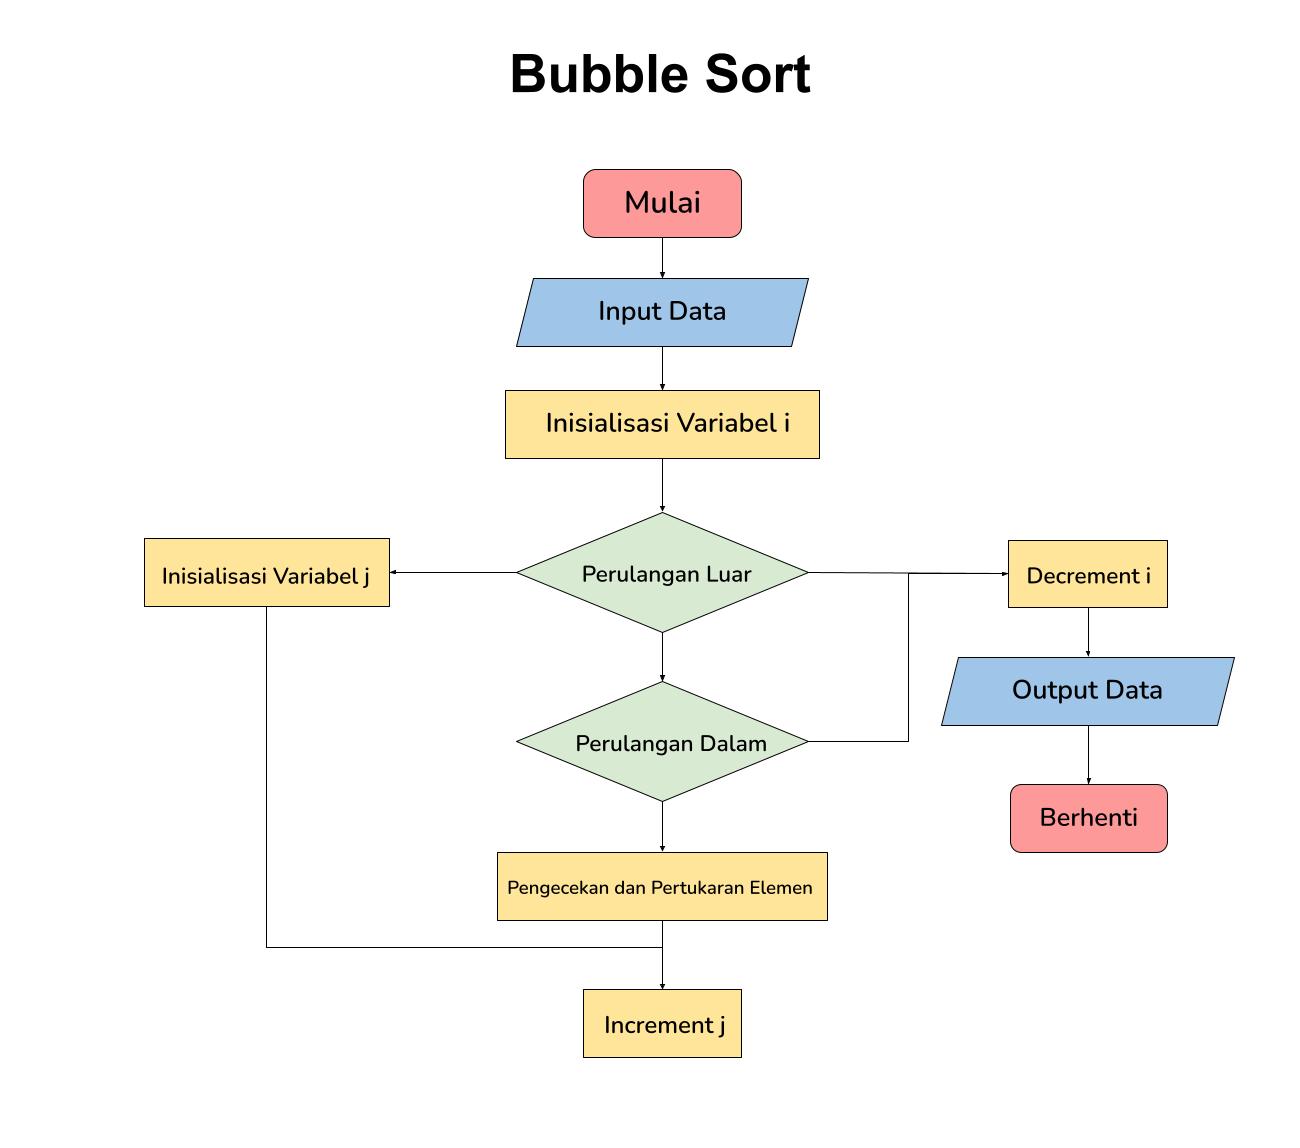 Bubble Sort
Mulai
Input Data
Inisialisasi Variabel i
Inisialisasi Variabel j
Perulangan Luar
Decrement i
Output Data
Perulangan Dalam
Berhenti
Pengecekan dan Pertukaran Elemen
Increment j